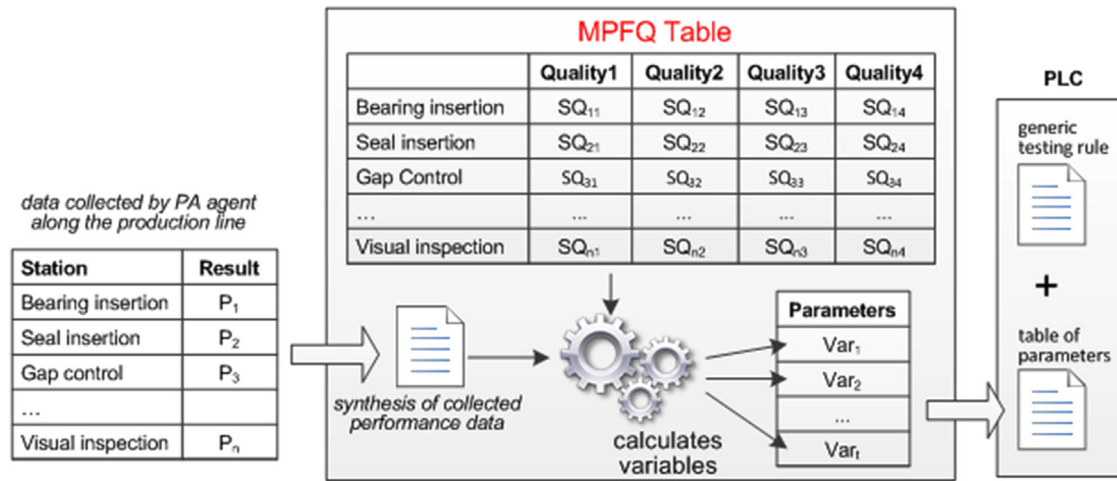 MPFQ Table
Quality1 Quality2 Quality3 Quality4
Bearing insertion SQ₁₁ SQ₁₂ SQ₁₃ SQ₁₄
Seal insertion SQ₂₁ SQ₂₂ SQ₂₃ SQ₂₄
Gap Control SQ₃₁ SQ₃₂ SQ₃₃ SQ₃₄
... ... ... ... ...
Visual inspection SQₙ₁ SQₙ₂ SQₙ₃ SQₙ₄
data collected by PA agent
along the production line
Station Result
Bearing insertion P₁
Seal insertion P₂
Gap control P₃
...
Visual inspection Pₙ
synthesis of collected
performance data
calculates
variables
Parameters
Var₁
Var₂
...
Varₜ
PLC
generic
testing rule
+
table of
parameters